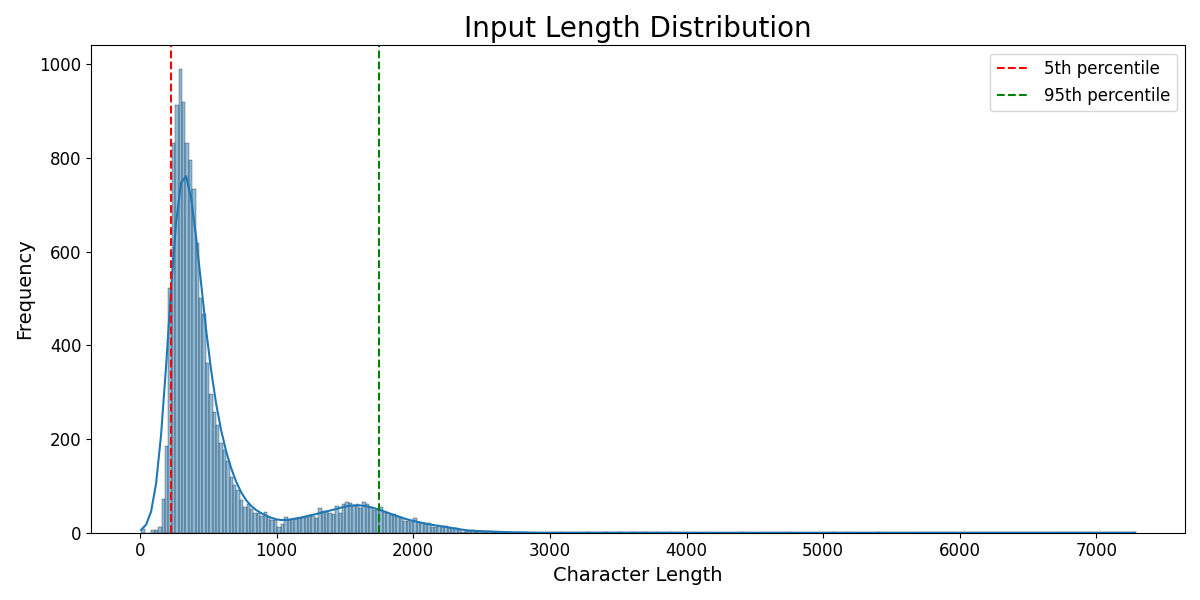 Input Length Distribution
5th percentile
95th percentile
Frequency
1000
800
600
400
200
0
0 1000 2000 3000 4000 5000 6000 7000
Character Length